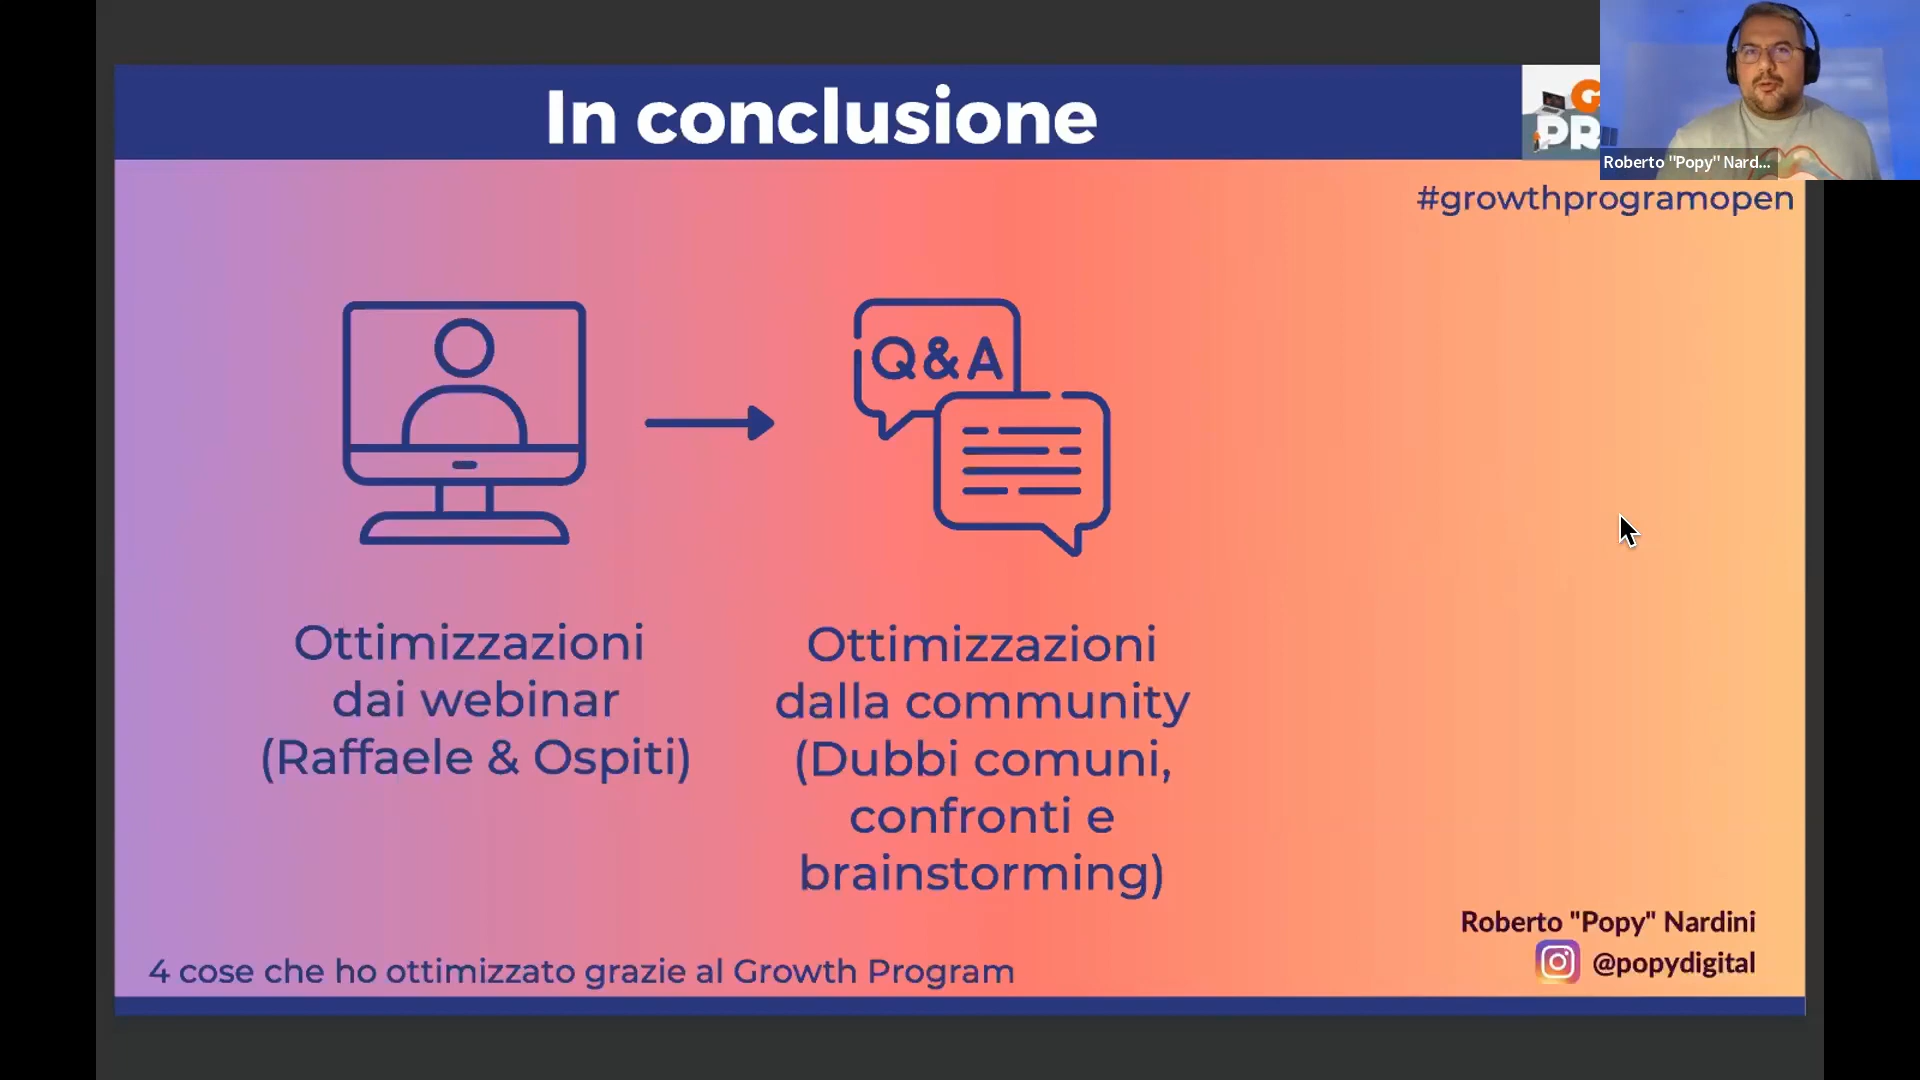 In conclusione
Roberto "Popy" Nard...
#growthprogramopen
Q&A
Ottimizzazioni
dai webinar
(Raffaele & Ospiti)
Ottimizzazioni
dalla community
(Dubbi comuni,
confronti e
brainstorming)
Roberto "Popy" Nardini
@popydigital
4 cose che ho ottimizzato grazie al Growth Program